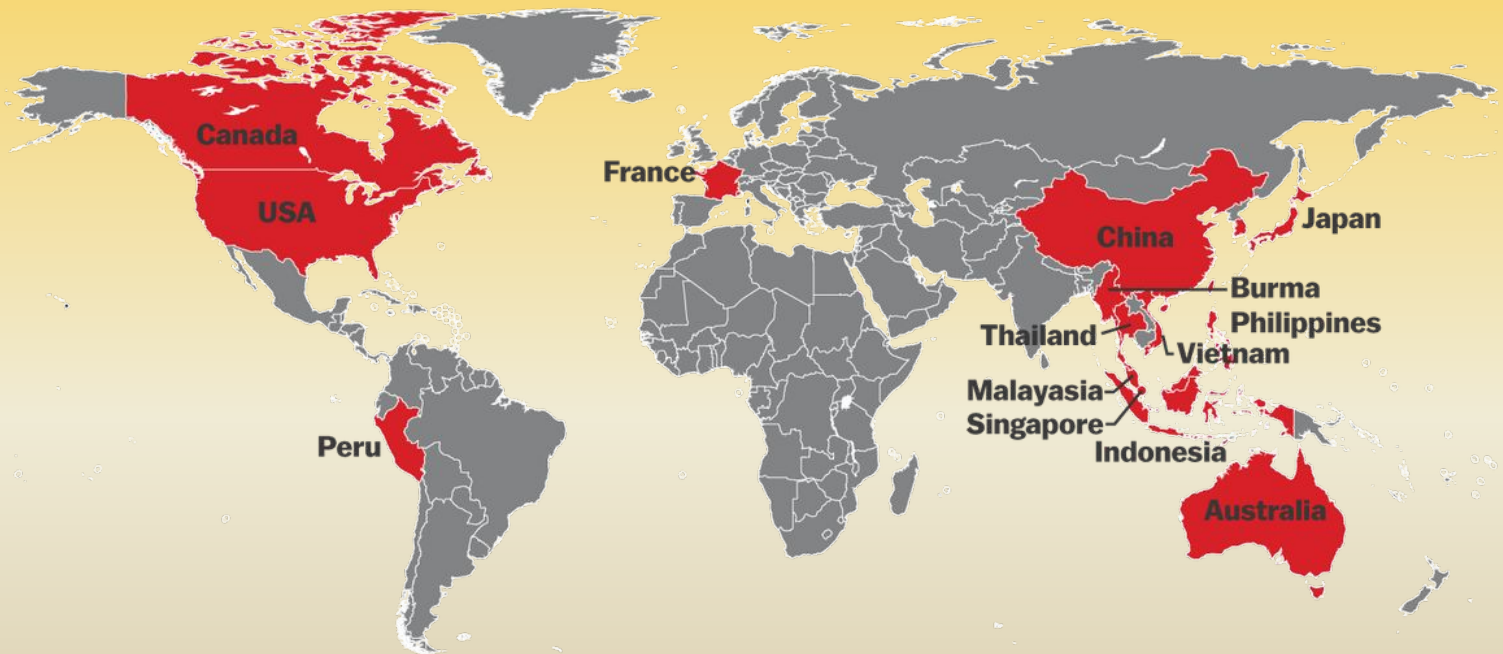 Canada
France
USA
Japan
China
Burma
Philippines
Thailand
Vietnam
Malayasia
Singapore
Peru
Indonesia
Australia